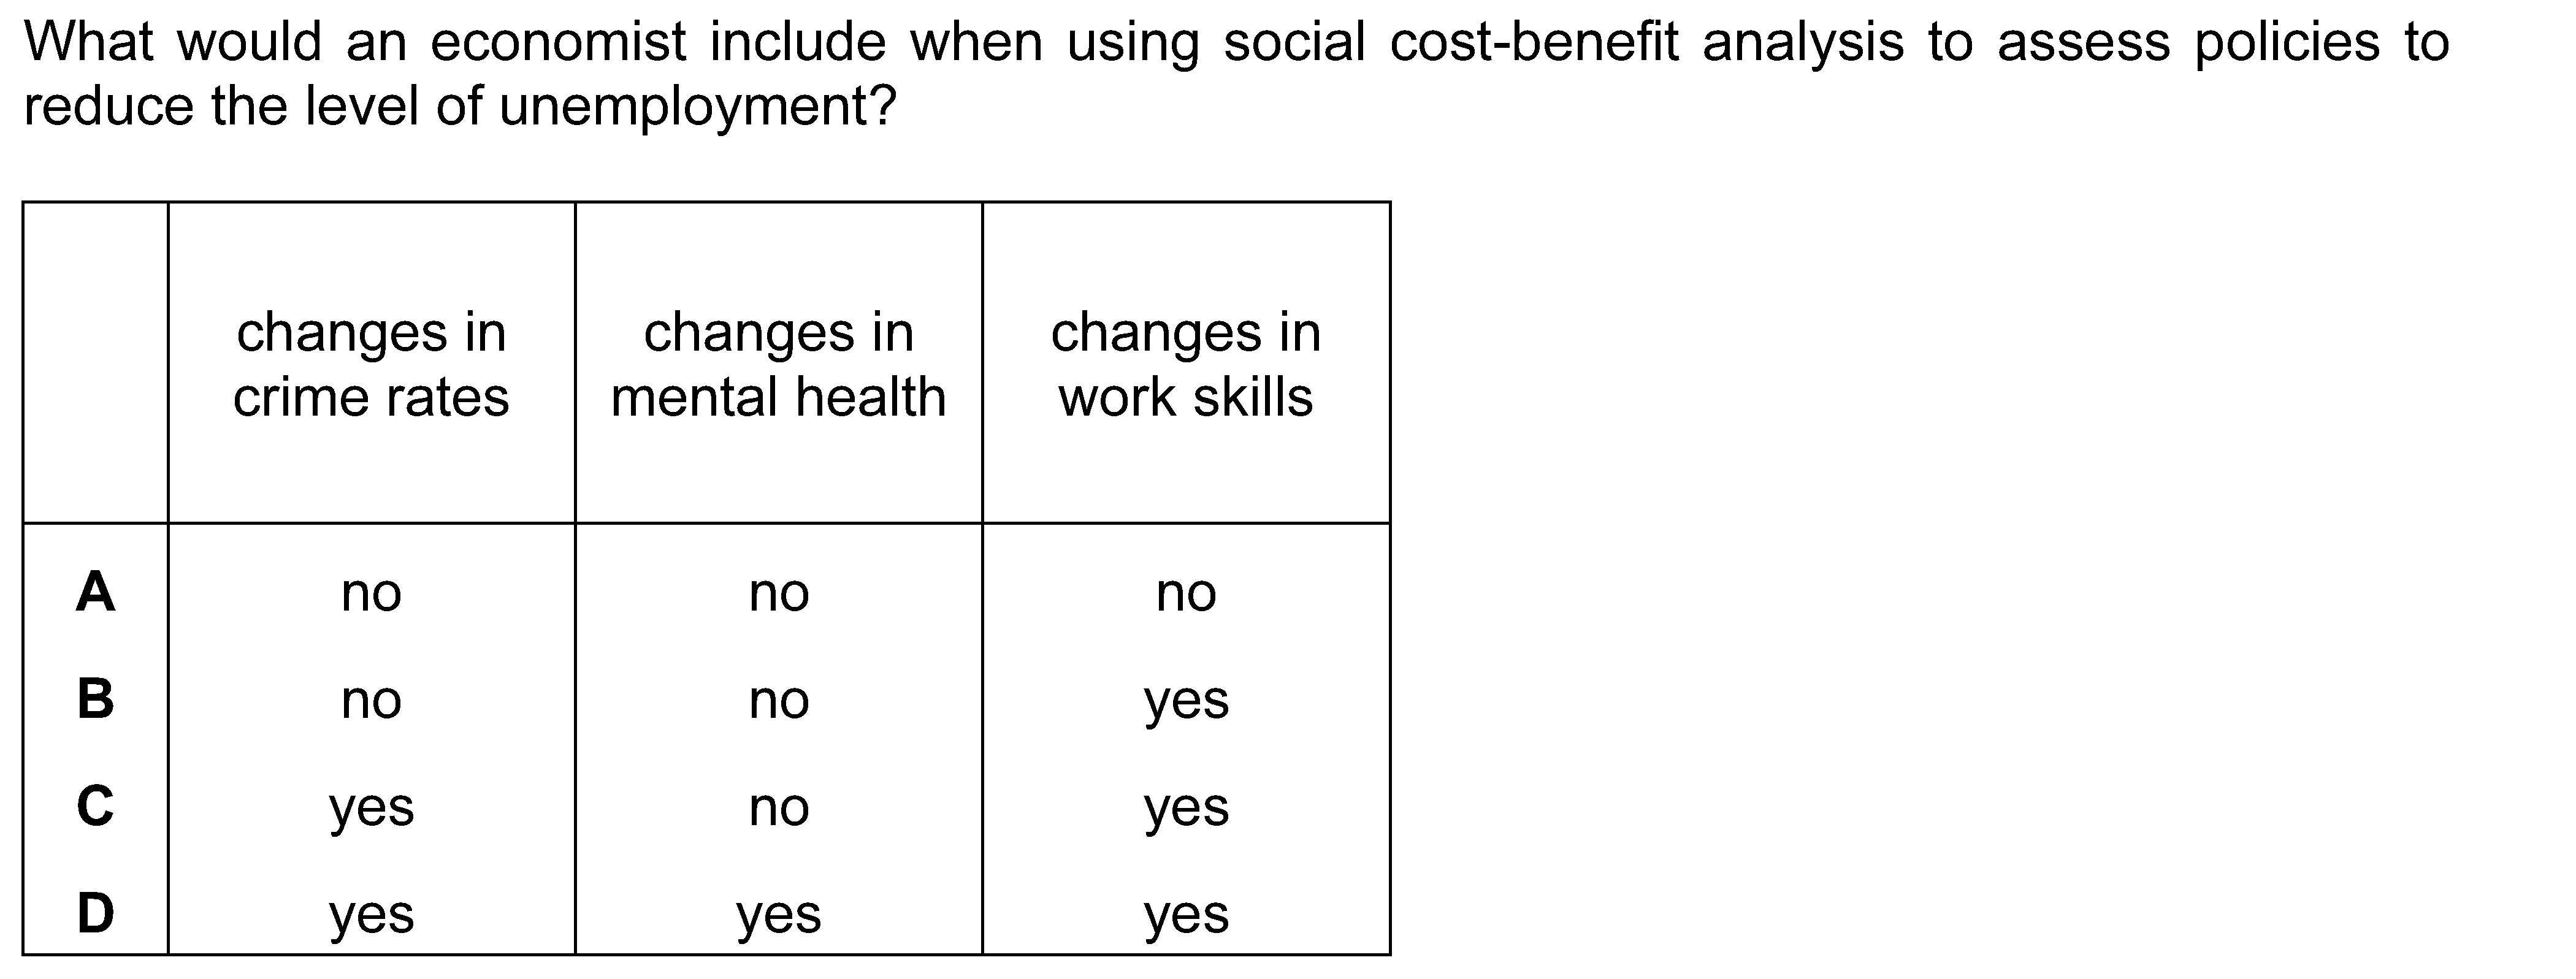 What would an economist include when using social cost-benefit analysis to assess policies to
reduce the level of unemployment?
changes in
crime rates
changes in
mental health
changes in
work skills
A no no no
B no no yes
C yes no yes
D yes yes yes